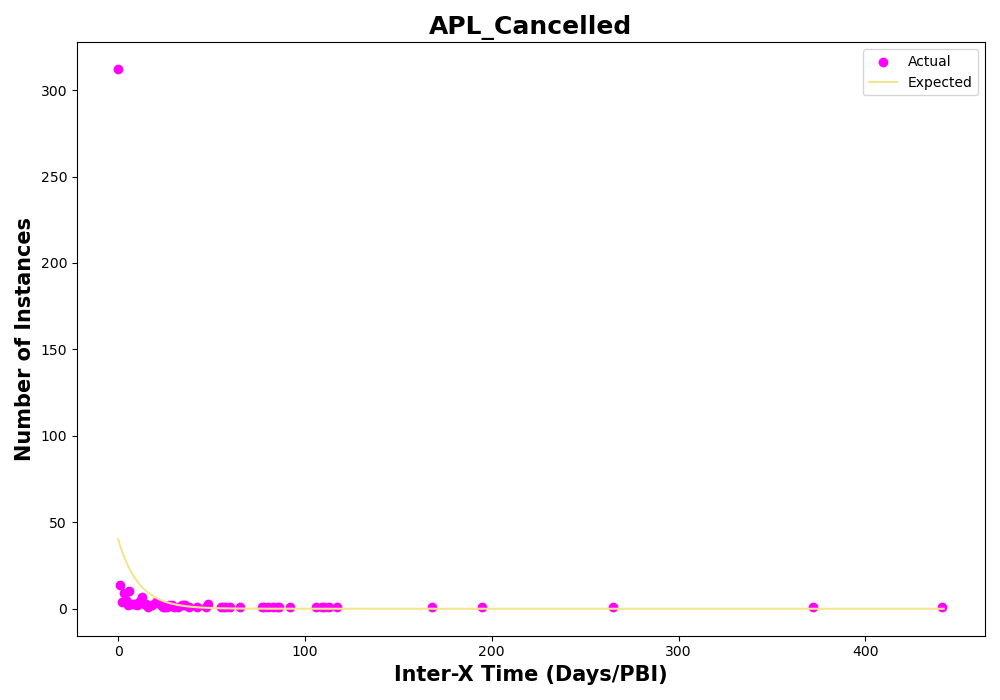 APL_Cancelled
Actual
Expected
Number of Instances
300
250
200
150
100
50
0
0 100 200 300 400
Inter-X Time (Days/PBI)